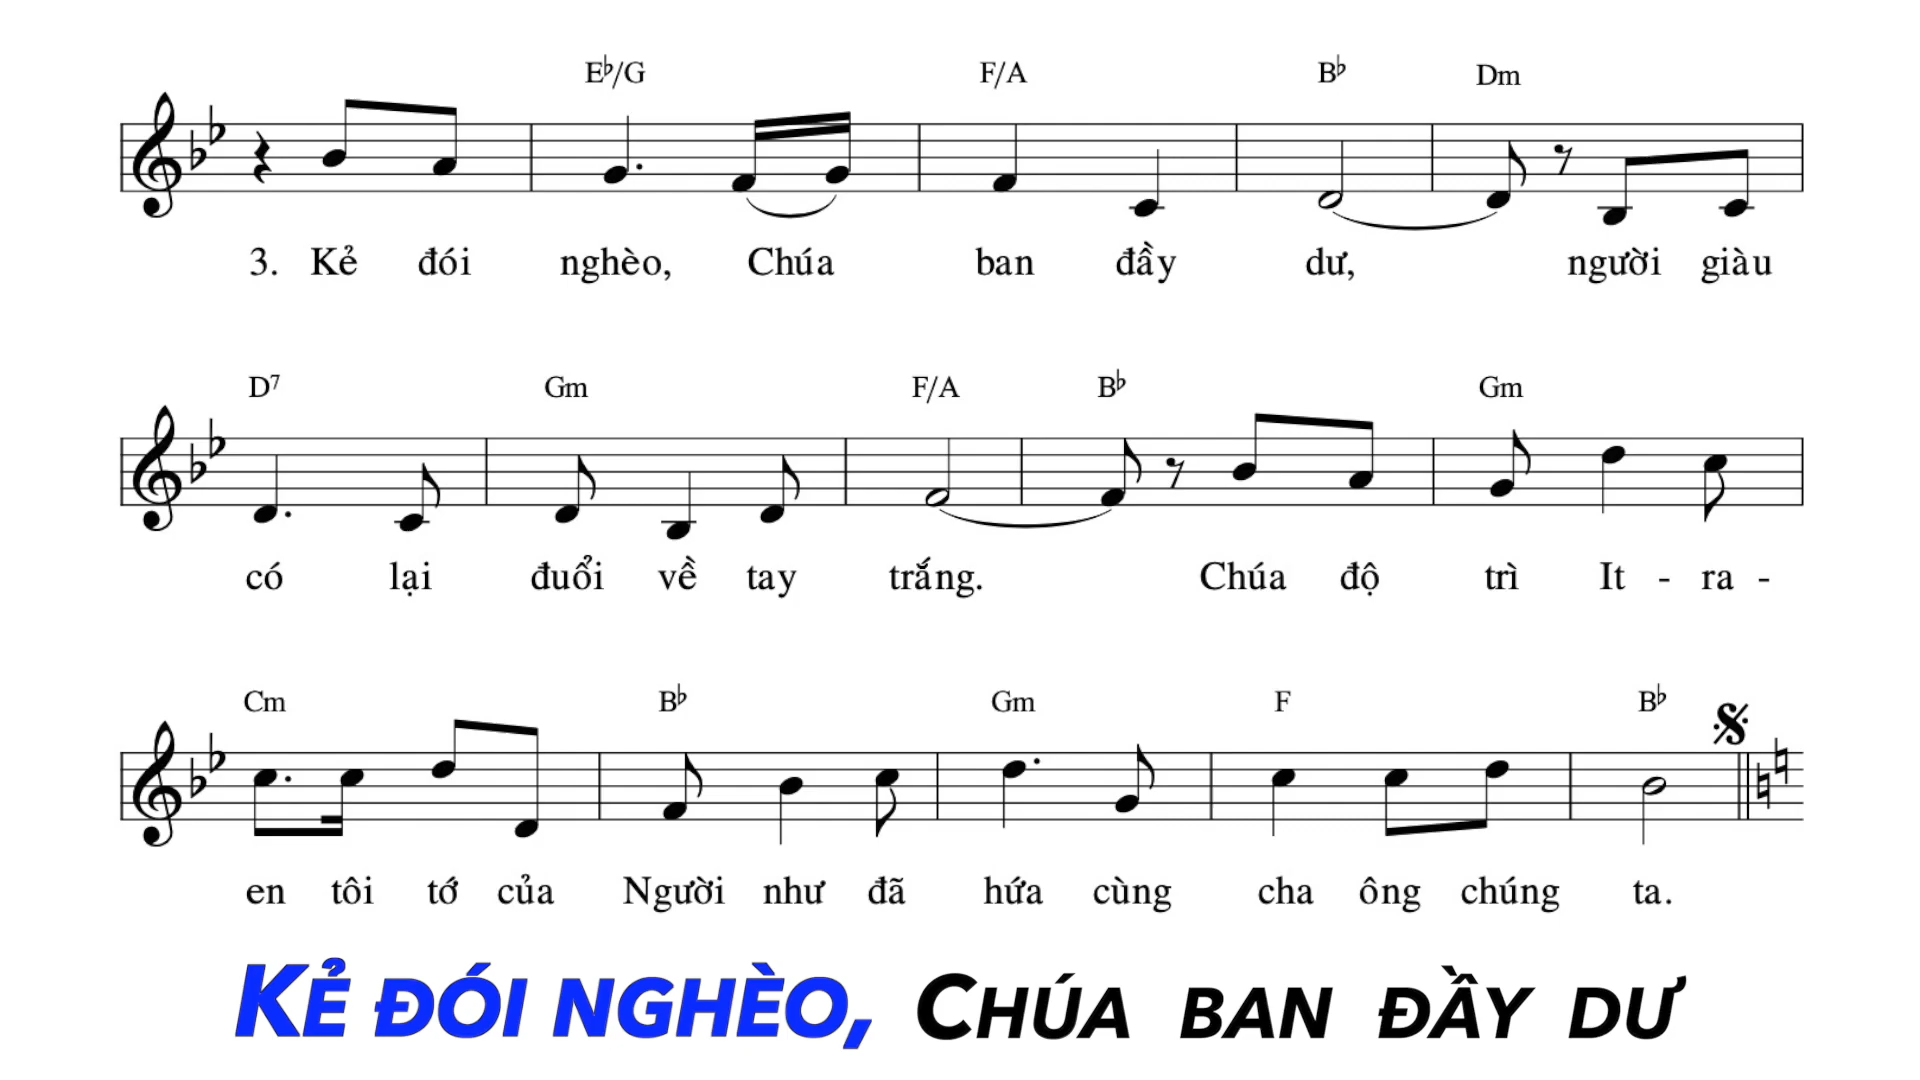 E♭/G F/A B♭ Dm
3. Kẻ đói nghèo, Chúa ban đầy dư, người giàu
D7 Gm F/A B♭ Gm
có lại đuổi về tay trắng. Chúa độ trì It - ra -
Cm B♭ Gm F B♭
en tôi tớ của Người như đã hứa cùng cha ông chúng ta.
KẺ ĐÓI NGHÈO, CHÚA BAN ĐẦY DƯ